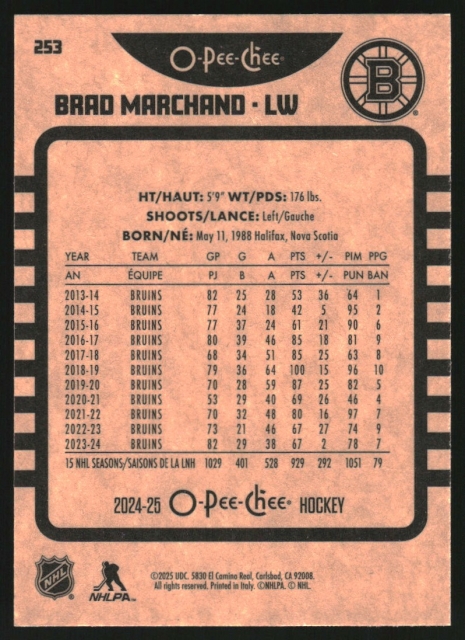 253
O-Pee-Chee
B
BRAD MARCHAND • LW
HT/HAUT: 5'9" WT/PDS: 176 lbs.
SHOOTS/LANCE: Left/Gauche
BORN/NÉ: May 11, 1988 Halifax, Nova Scotia
YEAR TEAM GP G A PTS +/- PIM PPG
AN ÉQUIPE PJ B A PTS +/- PUN BAN
2013-14 BRUINS 82 25 28 53 36 64 1
2014-15 BRUINS 77 24 18 42 5 95 2
2015-16 BRUINS 77 37 24 61 21 90 6
2016-17 BRUINS 80 39 46 85 18 81 9
2017-18 BRUINS 68 34 51 85 25 63 8
2018-19 BRUINS 79 36 64 100 15 96 10
2019-20 BRUINS 70 28 59 87 25 82 5
2020-21 BRUINS 53 29 40 69 26 46 4
2021-22 BRUINS 70 32 48 80 16 97 7
2022-23 BRUINS 73 21 46 67 27 74 9
2023-24 BRUINS 82 29 38 67 2 78 7
15 NHL SEASONS/SAISONS DE LA LNH 1029 401 528 929 292 1051 79
2024-25 O-Pee-Chee HOCKEY
NHL
NHLPA
©2025 UDC. 5830 El Camino Real, Carlsbad, CA 92008.
All rights reserved. Printed in Italy. ©NHLPA. © NHL.